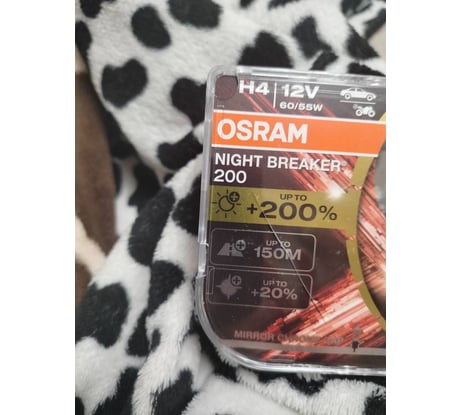 H4 | 12V
60/55W
OSRAM
NIGHT BREAKER®
200
UP TO
+200%
UP TO
150M
UP TO
+20%